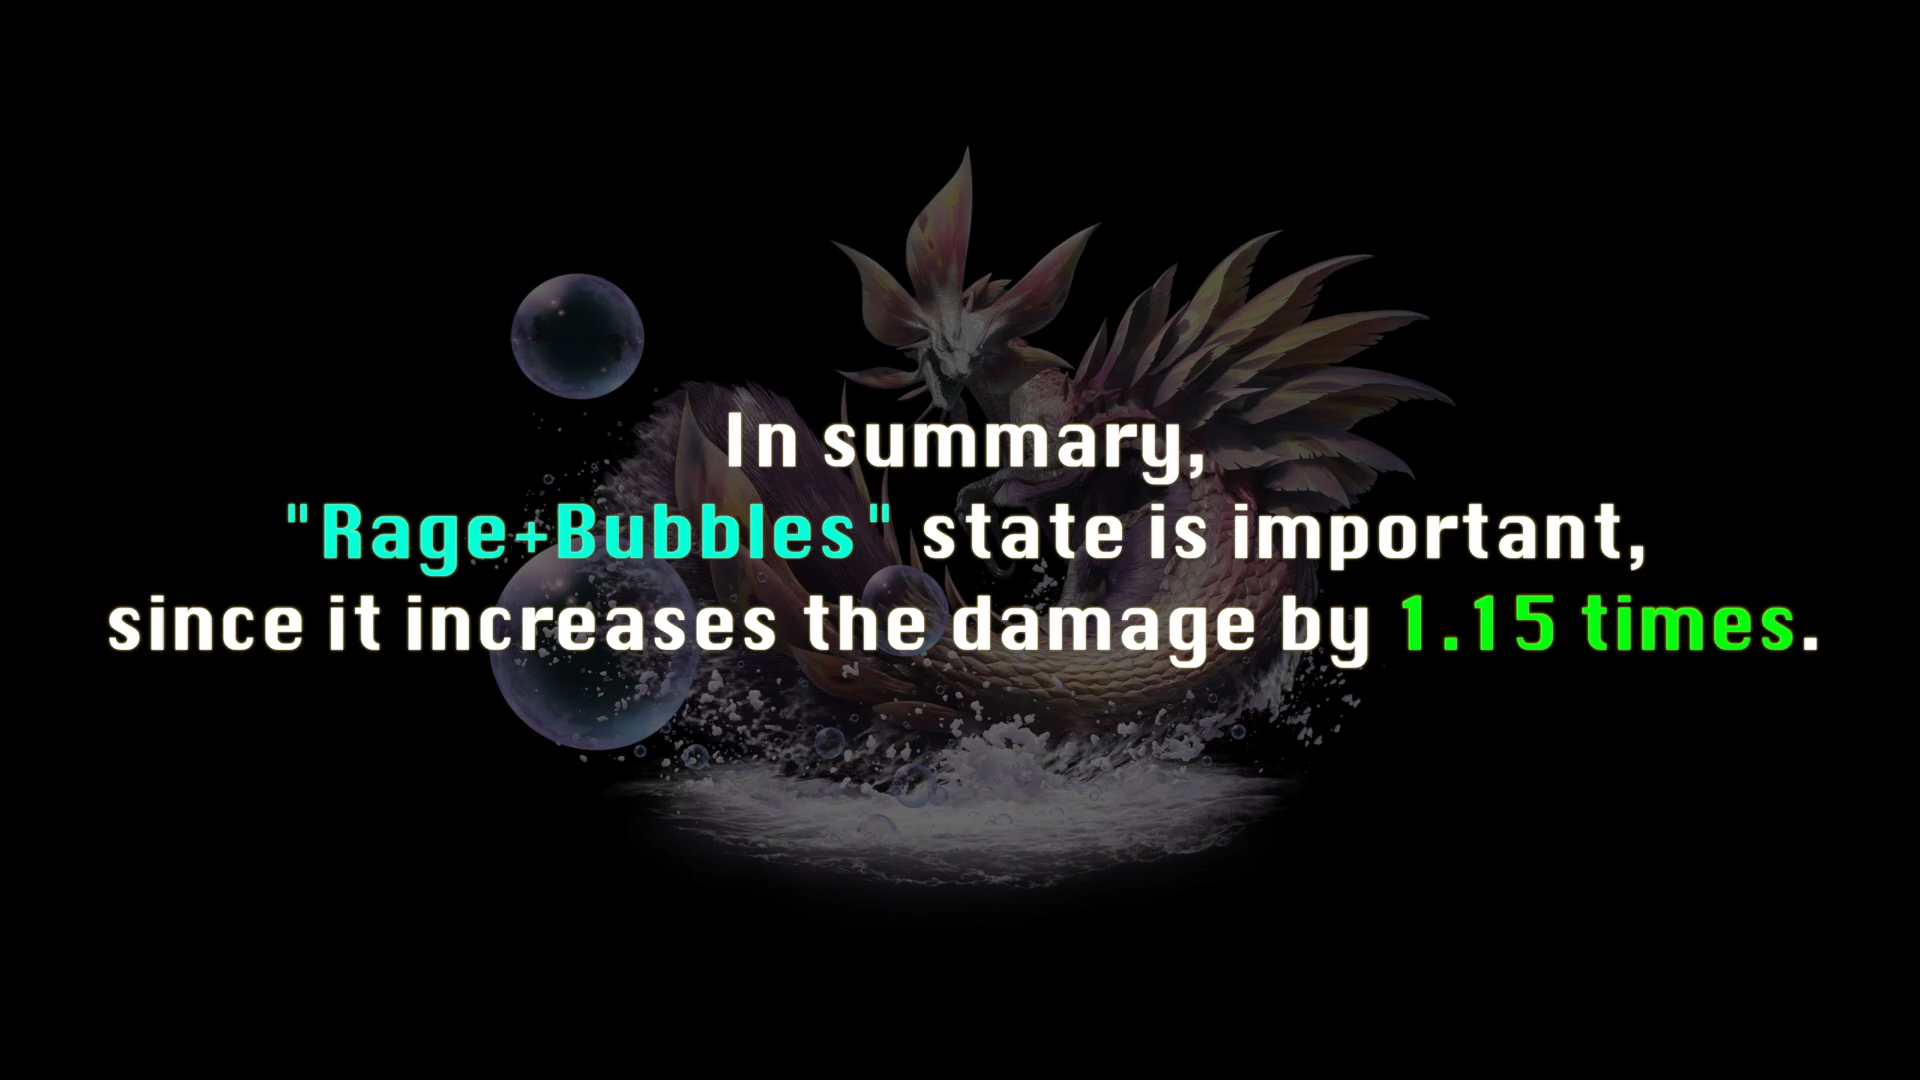 In summary,
"Rage+Bubbles" state is important,
since it increases the damage by 1.15 times.